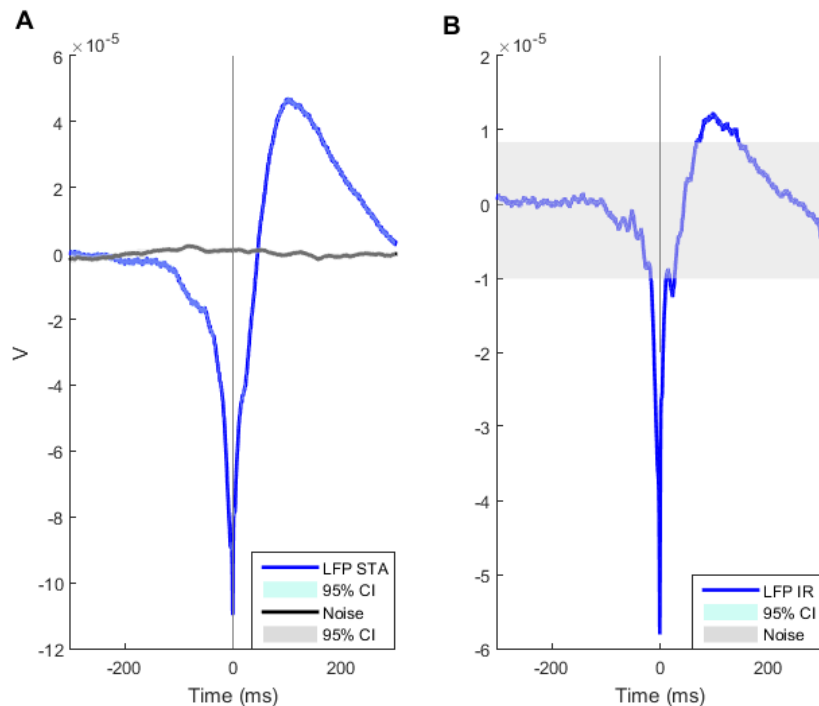 A
×10⁻⁵
6
4
2
0
-2
-4
-6
-8
-10
-12
V
-200
0
200
Time (ms)
LFP STA
95% CI
Noise
95% CI
B
×10⁻⁵
2
1
0
-1
-2
-3
-4
-5
-6
-200
0
200
Time (ms)
LFP IR
95% CI
Noise